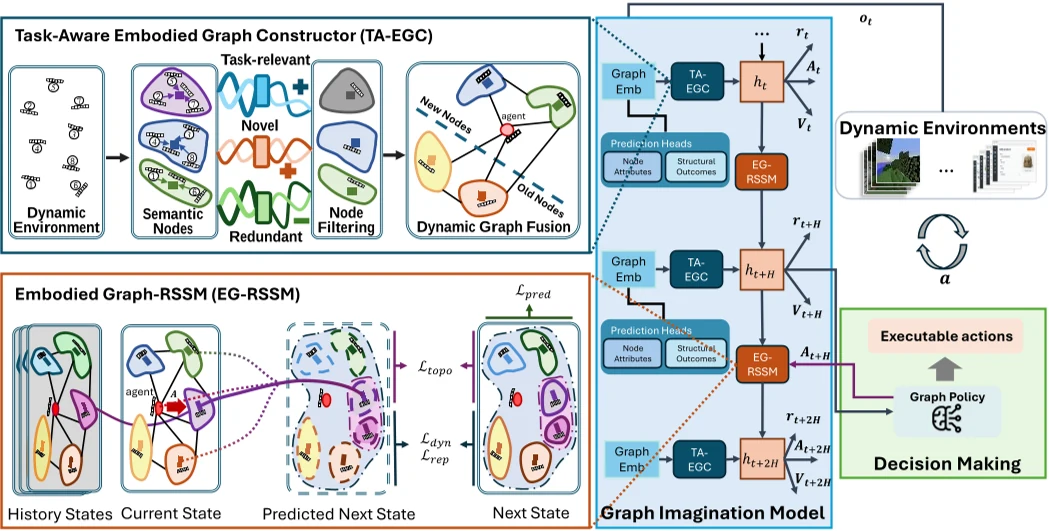 Task-Aware Embodied Graph Constructor (TA-EGC)
Task-relevant
Novel
Redundant
Dynamic
Environment
Semantic
Nodes
Node
Filtering
New Nodes
agent
Old Nodes
Dynamic Graph Fusion
Embodied Graph-RSSM (EG-RSSM)
agent
A
History States
Current State
Predicted Next State
Next State
ℒ_pred
ℒ_topo
ℒ_dyn
ℒ_rep
...
Graph
Emb
TA-
EGC
h_t
r_t
A_t
V_t
Prediction Heads
Node
Attributes
Structural
Outcomes
EG-
RSSM
Graph
Emb
TA-
EGC
h_{t+H}
r_{t+H}
V_{t+H}
Prediction Heads
Node
Attributes
Structural
Outcomes
EG-
RSSM
A_{t+H}
Graph
Emb
TA-
EGC
h_{t+2H}
r_{t+2H}
A_{t+2H}
V_{t+2H}
Graph Imagination Model
o_t
Dynamic Environments
...
a
Executable actions
Graph Policy
Decision Making